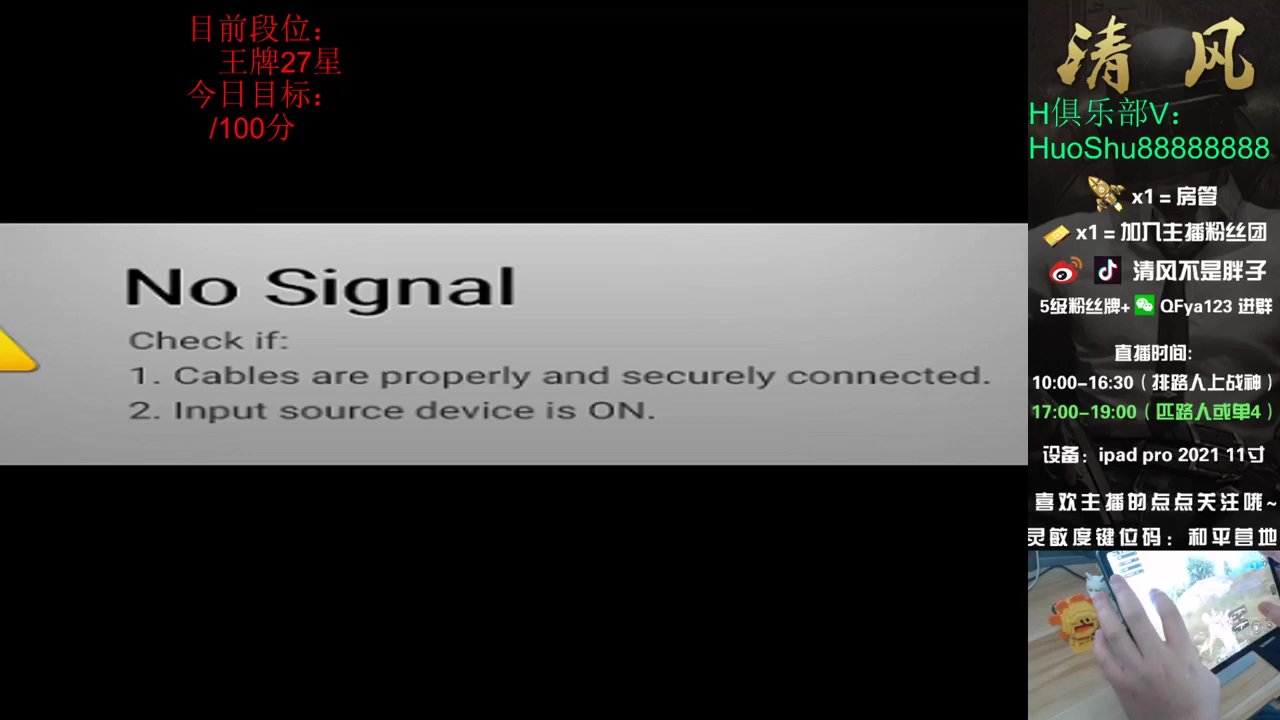 目前段位：
王牌27星
今日目标：
/100分
No Signal
Check if:
1. Cables are properly and securely connected.
2. Input source device is ON.
清风
H俱乐部V：
HuoShu88888888
x1 = 房管
x1 = 加入主播粉丝团
清风不是胖子
5级粉丝牌+ QFya123 进群
直播时间:
10:00-16:30（排路人上战神）
17:00-19:00（匹路人或单4）
设备：ipad pro 2021 11寸
喜欢主播的点点关注哦~
灵敏度键位码：和平营地